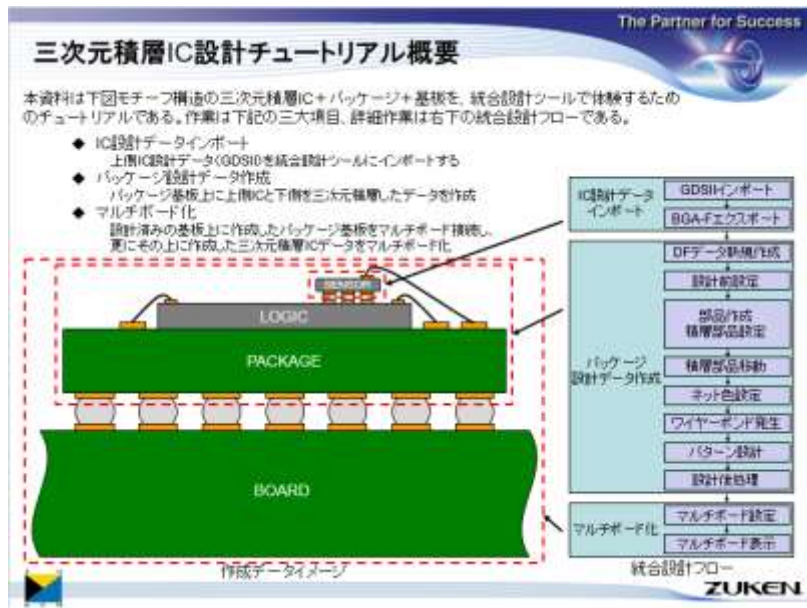 The Partner for Success
三次元積層IC設計チュートリアル概要
本資料は下図モチーフ構造の三次元積層IC＋パッケージ＋基板を、統合設計ツールで体験するため
のチュートリアルである。作業は下記の三大項目、詳細作業は右下の統合設計フローである。
◆ IC設計データインポート
上側IC設計データ(GDSII)を統合設計ツールにインポートする
◆ パッケージ設計データ作成
パッケージ基板上に上側ICと下側を三次元積層したデータを作成
◆ マルチボード化
設計済みの基板上に作成したパッケージ基板をマルチボード接続し、
更にその上に作成した三次元積層ICデータをマルチボード化
SENSOR
LOGIC
PACKAGE
BOARD
作成データイメージ
IC設計データ
インポート
GDSIIインポート
BGA-Fエクスポート
パッケージ
設計データ作成
DFデータ新規作成
設計前設定
部品作成
積層部品設定
積層部品移動
ネット色設定
ワイヤーボンド発生
パターン設計
設計後処理
マルチボード化
マルチボード設定
マルチボード表示
統合設計フロー
ZUKEN